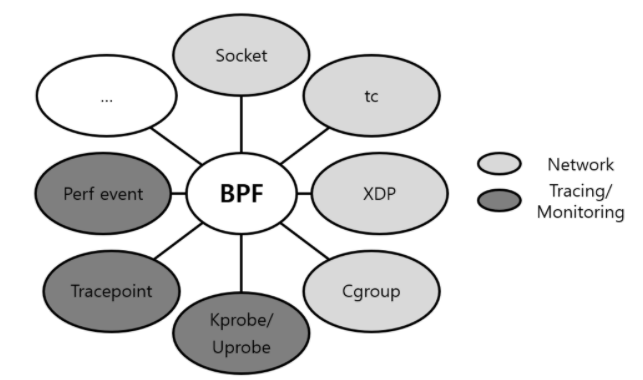 Socket
...
tc
Perf event
BPF
XDP
Network
Tracing/
Monitoring
Tracepoint
Cgroup
Kprobe/
Uprobe